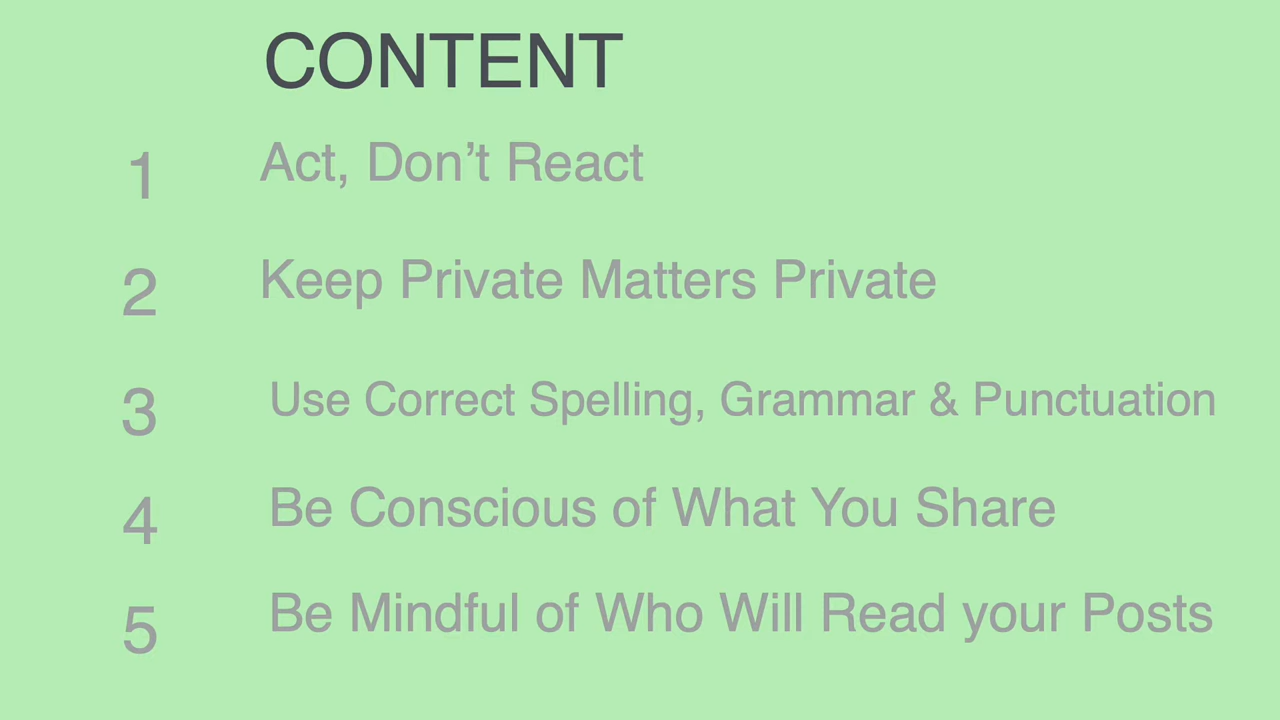 CONTENT
1 Act, Don’t React
2 Keep Private Matters Private
3 Use Correct Spelling, Grammar & Punctuation
4 Be Conscious of What You Share
5 Be Mindful of Who Will Read your Posts